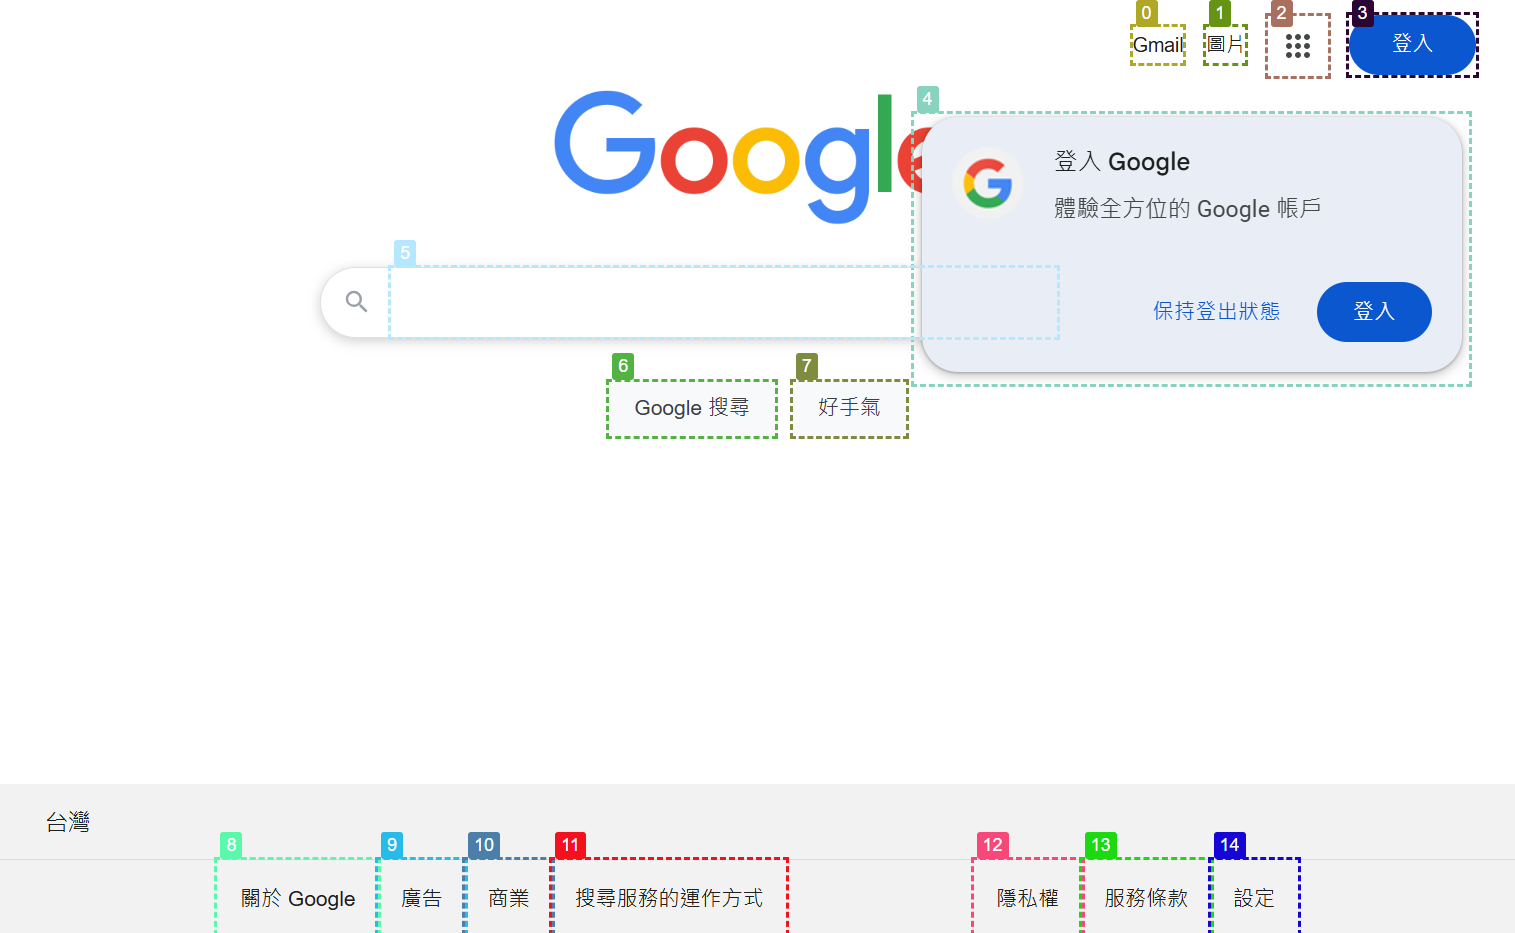 0
1
2
3
Gmail
圖片
登入
4
Google
登入 Google
體驗全方位的 Google 帳戶
5
保持登出狀態
登入
6
7
Google 搜尋
好手氣
台灣
8
9
10
11
12
13
14
關於 Google
廣告
商業
搜尋服務的運作方式
隱私權
服務條款
設定